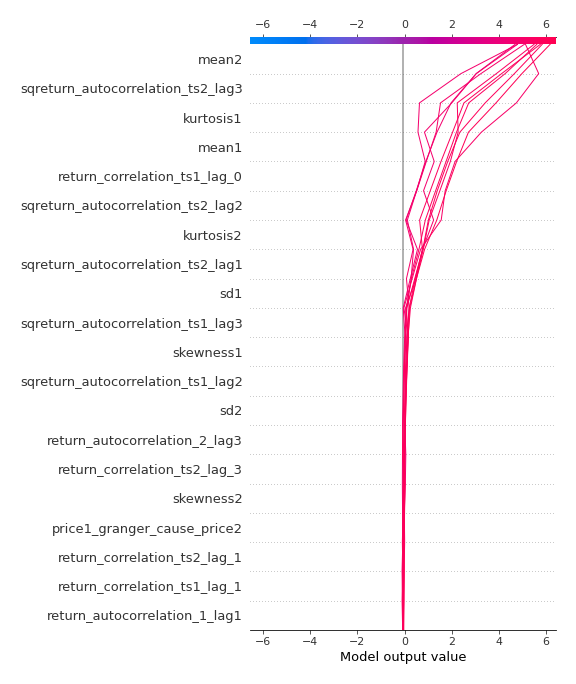 −6 −4 −2 0 2 4 6
mean2
sqreturn_autocorrelation_ts2_lag3
kurtosis1
mean1
return_correlation_ts1_lag_0
sqreturn_autocorrelation_ts2_lag2
kurtosis2
sqreturn_autocorrelation_ts2_lag1
sd1
sqreturn_autocorrelation_ts1_lag3
skewness1
sqreturn_autocorrelation_ts1_lag2
sd2
return_autocorrelation_2_lag3
return_correlation_ts2_lag_3
skewness2
price1_granger_cause_price2
return_correlation_ts2_lag_1
return_correlation_ts1_lag_1
return_autocorrelation_1_lag1
−6 −4 −2 0 2 4 6
Model output value